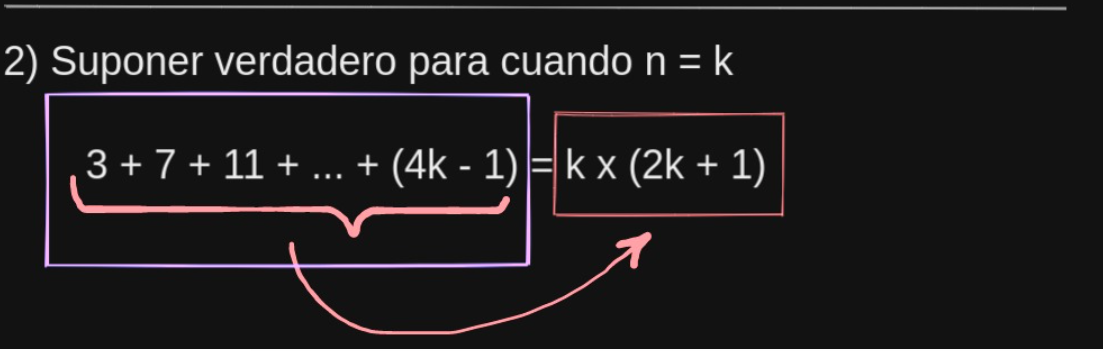 2) Suponer verdadero para cuando n = k
3 + 7 + 11 + ... + (4k - 1) = k x (2k + 1)